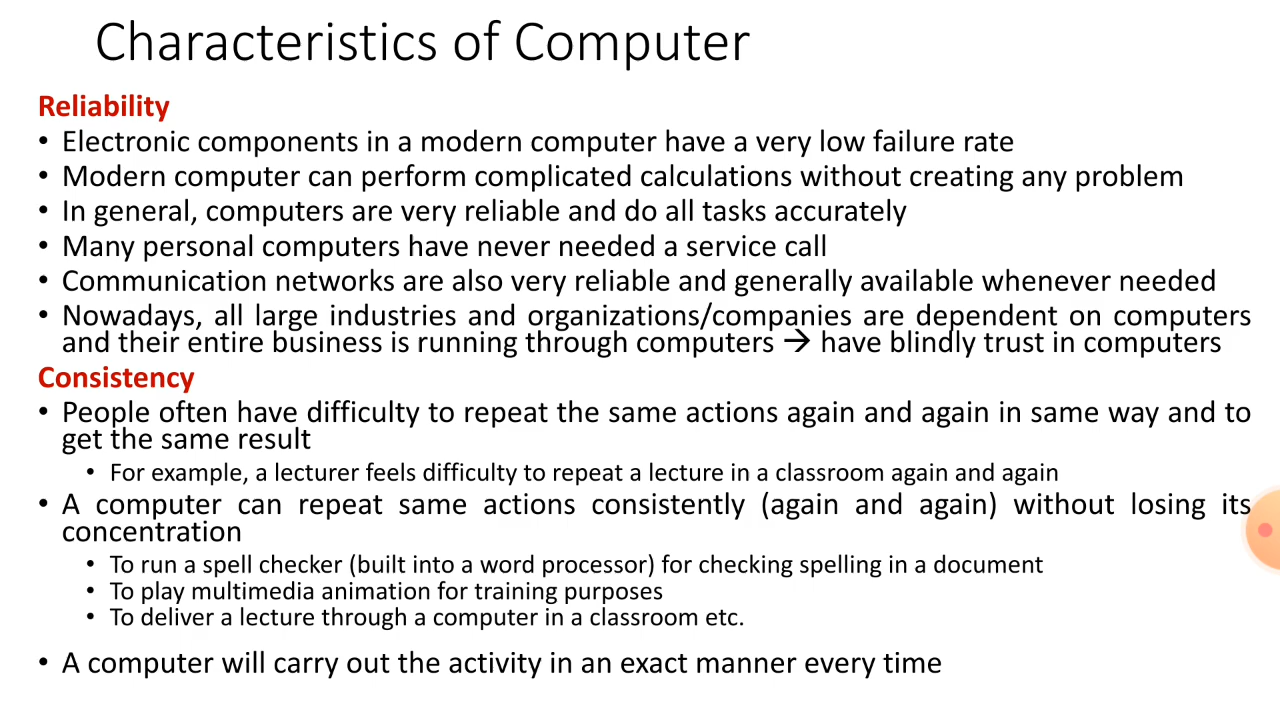 Characteristics of Computer
Reliability
• Electronic components in a modern computer have a very low failure rate
• Modern computer can perform complicated calculations without creating any problem
• In general, computers are very reliable and do all tasks accurately
• Many personal computers have never needed a service call
• Communication networks are also very reliable and generally available whenever needed
• Nowadays, all large industries and organizations/companies are dependent on computers
and their entire business is running through computers → have blindly trust in computers
Consistency
• People often have difficulty to repeat the same actions again and again in same way and to
get the same result
• For example, a lecturer feels difficulty to repeat a lecture in a classroom again and again
• A computer can repeat same actions consistently (again and again) without losing its
concentration
• To run a spell checker (built into a word processor) for checking spelling in a document
• To play multimedia animation for training purposes
• To deliver a lecture through a computer in a classroom etc.
• A computer will carry out the activity in an exact manner every time